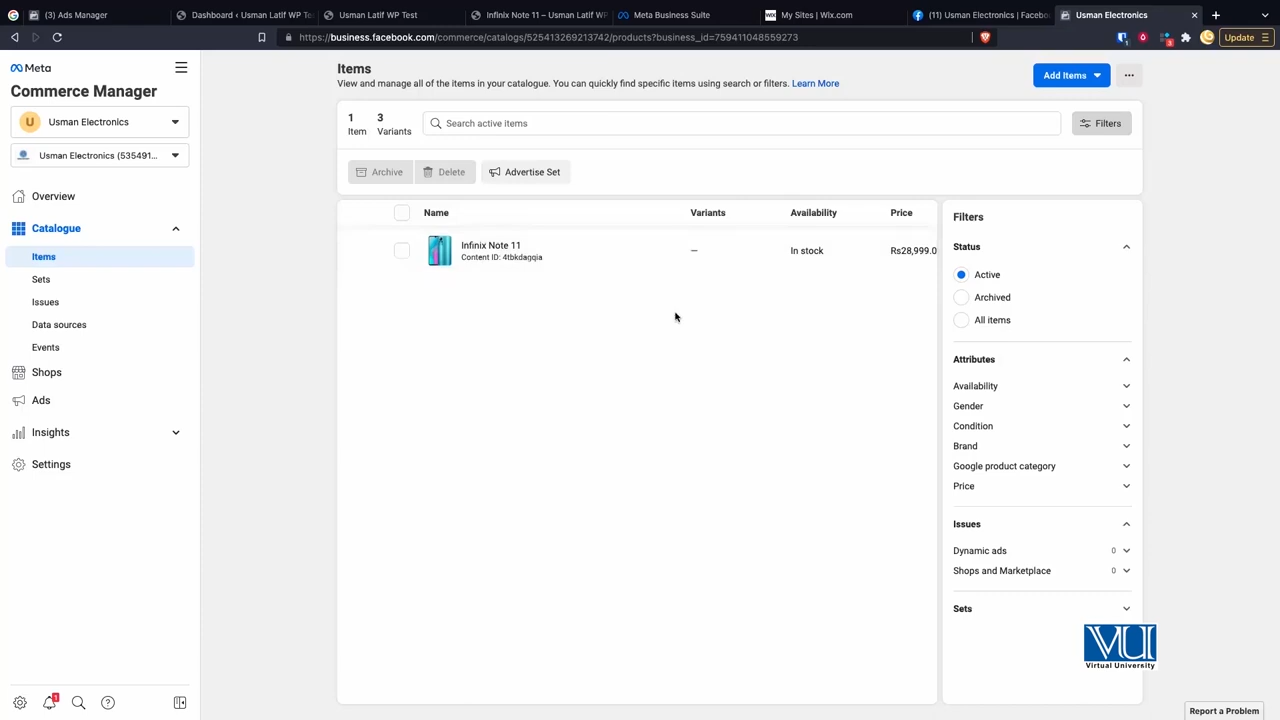 (3) Ads Manager
Dashboard ‹ Usman Latif WP Te
Usman Latif WP Test
Infinix Note 11 – Usman Latif WP
Meta Business Suite
WiX
My Sites | Wix.com
(11) Usman Electronics | Facebo
Usman Electronics
https://business.facebook.com/commerce/catalogs/525413269213742/products?business_id=759411048559273
Update
Meta
Commerce Manager
U
Usman Electronics
Usman Electronics (535491...
Overview
Catalogue
Items
Sets
Issues
Data sources
Events
Shops
Ads
Insights
Settings
1
Items
View and manage all of the items in your catalogue. You can quickly find specific items using search or filters. Learn More
Add Items
1
Item
3
Variants
Search active items
Filters
Archive
Delete
Advertise Set
Name
Variants
Availability
Price
Infinix Note 11
Content ID: 4tbkdagqia
–
In stock
Rs28,999.0
Filters
Status
Active
Archived
All items
Attributes
Availability
Gender
Condition
Brand
Google product category
Price
Issues
Dynamic ads
0
Shops and Marketplace
0
Sets
VU
Virtual University
Report a Problem